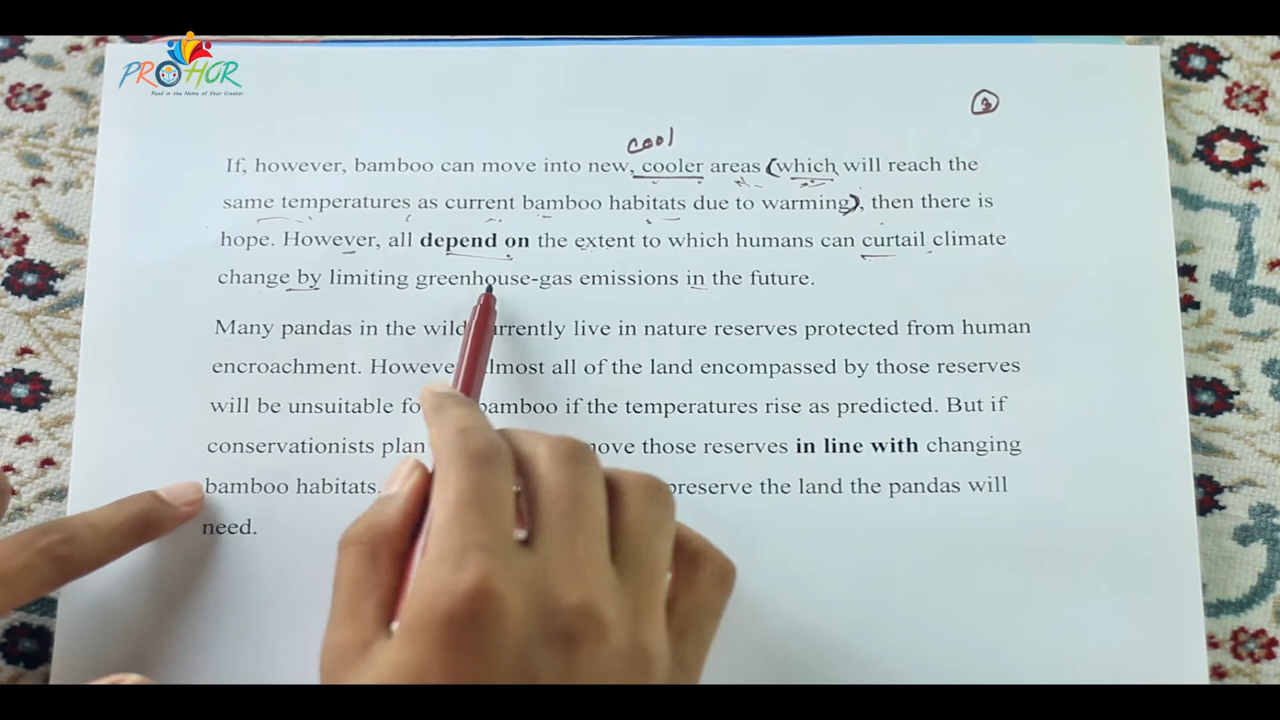 PROHOR
Read in the Name of Your Creator
3
cool
If, however, bamboo can move into new, cooler areas (which will reach the
same temperatures as current bamboo habitats due to warming), then there is
hope. However, all depend on the extent to which humans can curtail climate
change by limiting greenhouse-gas emissions in the future.
Many pandas in the wild currently live in nature reserves protected from human
encroachment. However, almost all of the land encompassed by those reserves
will be unsuitable bamboo if the temperatures rise as predicted. But if
conservationists plan those reserves in line with changing
bamboo habitats. preserve the land the pandas will
need.